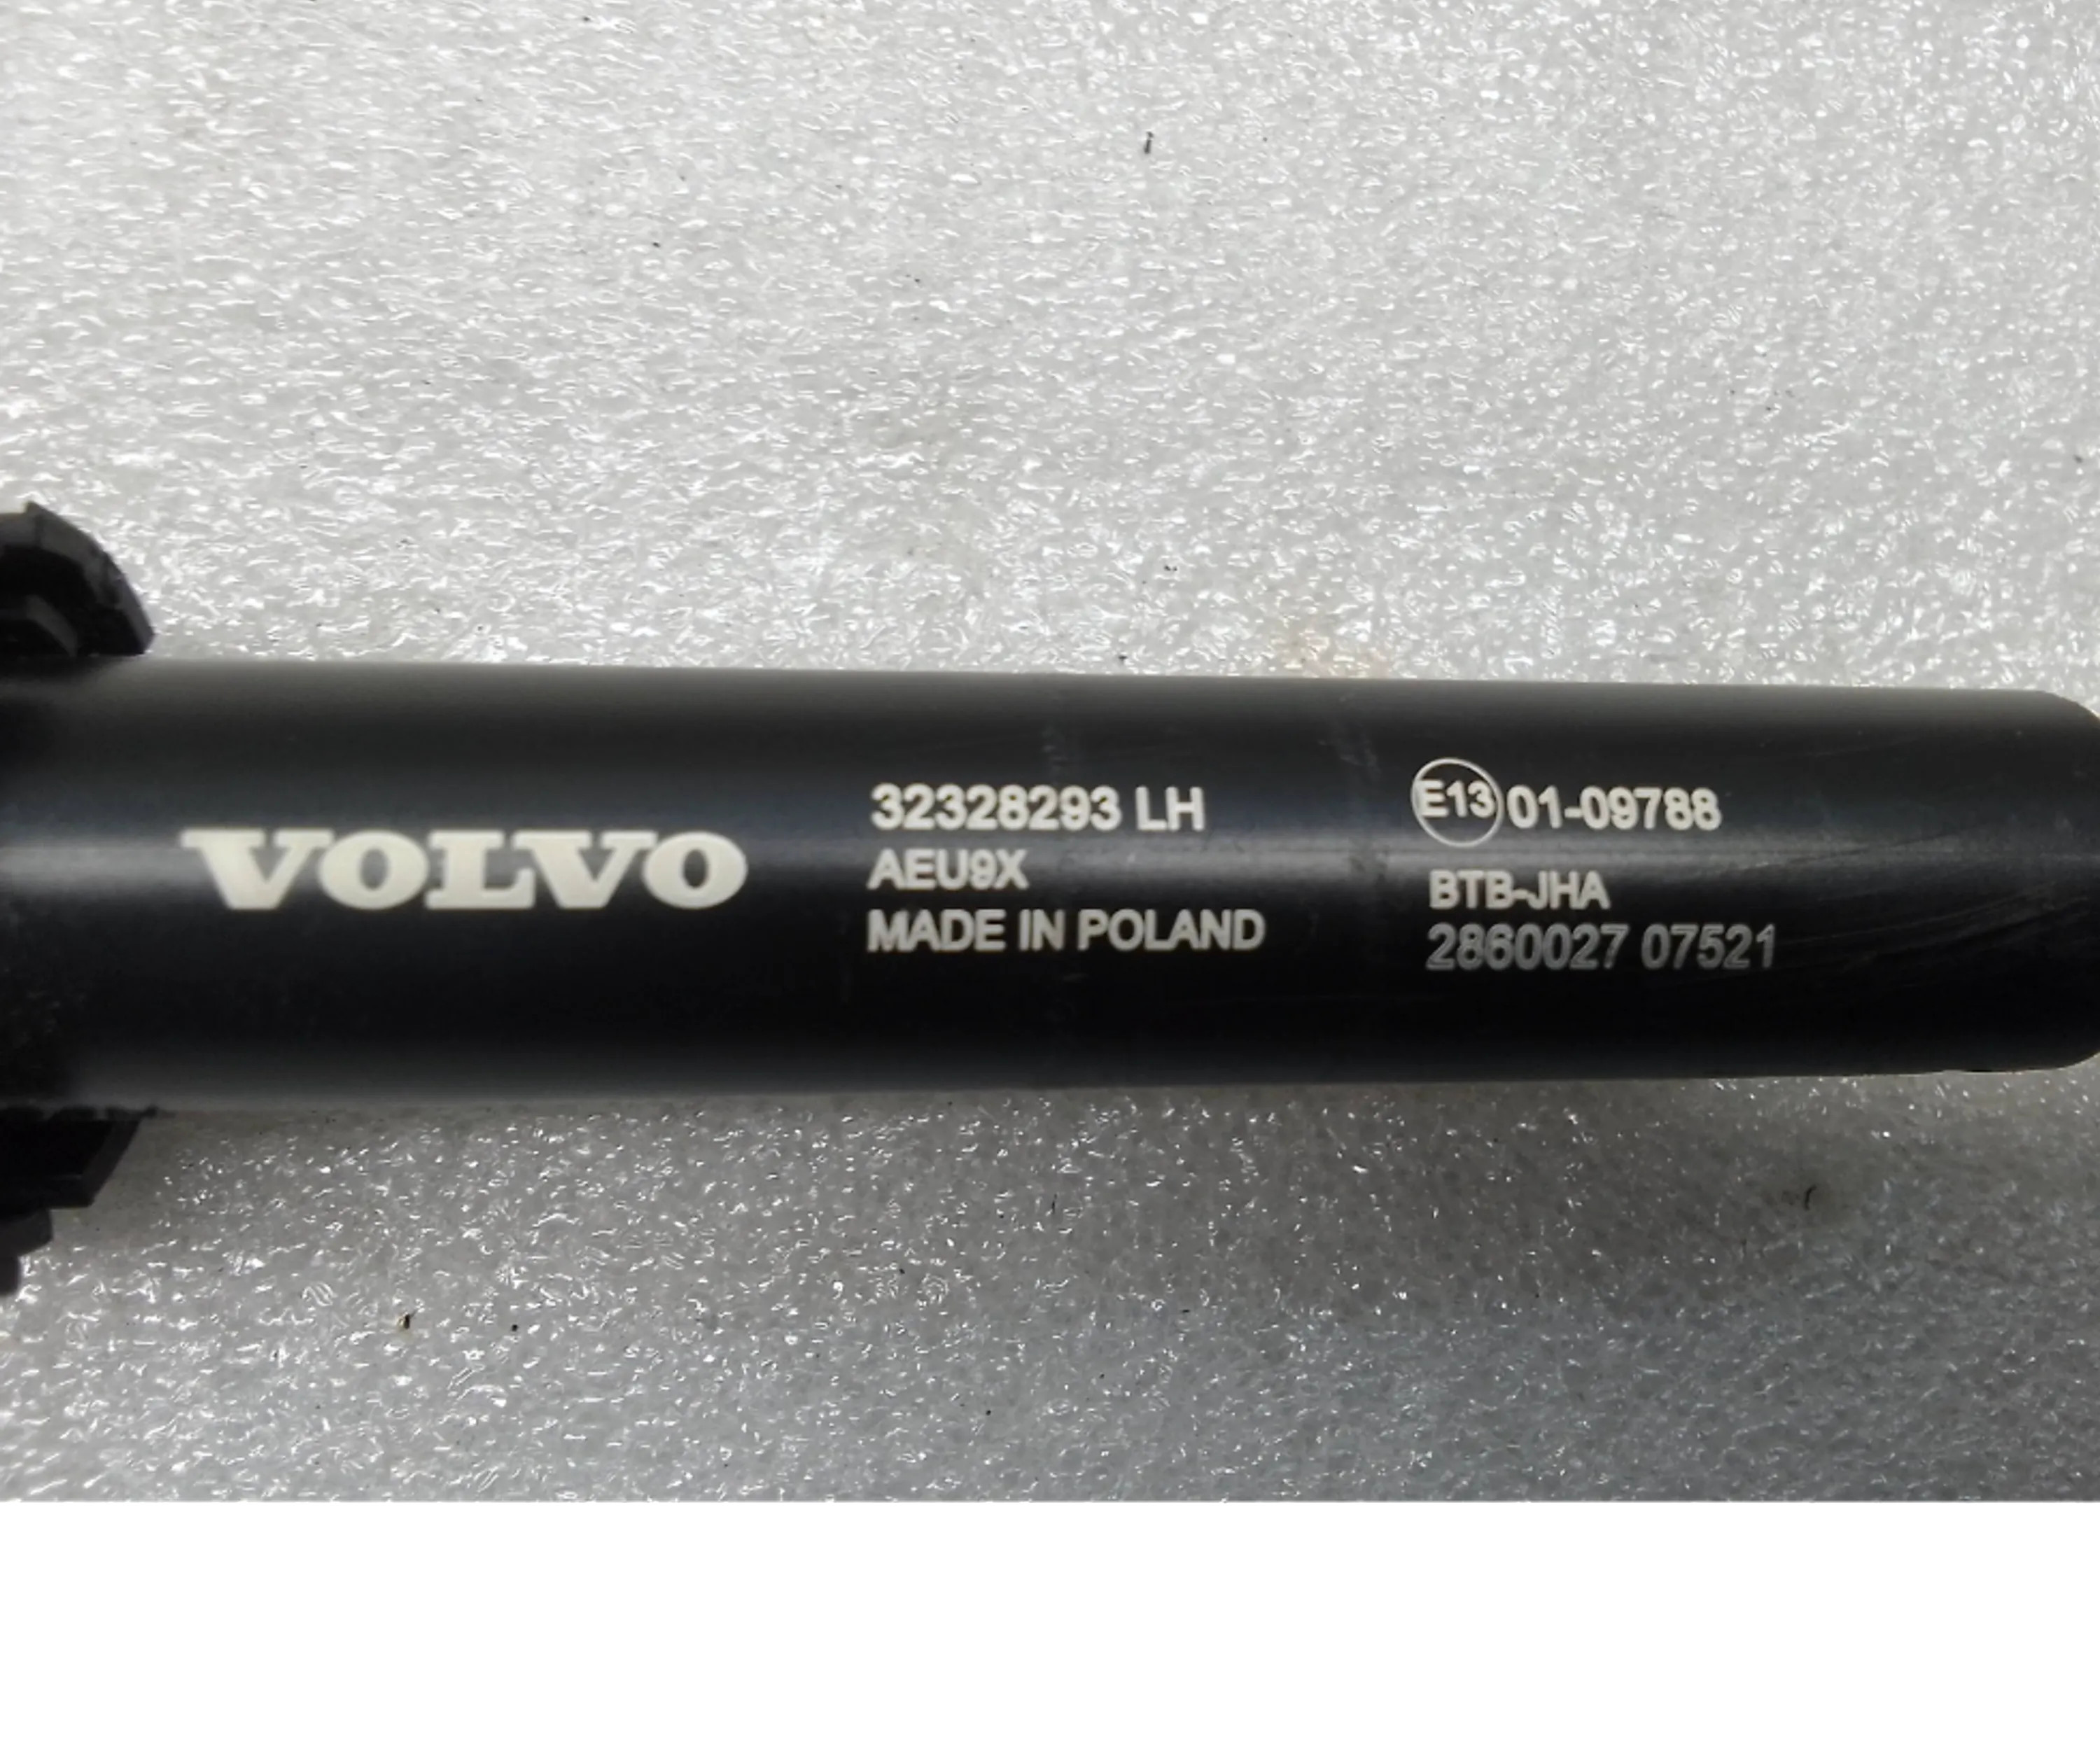 VOLVO
32328293 LH
AEU9X
MADE IN POLAND
E13 01-09788
BTB-JHA
2860027 07521